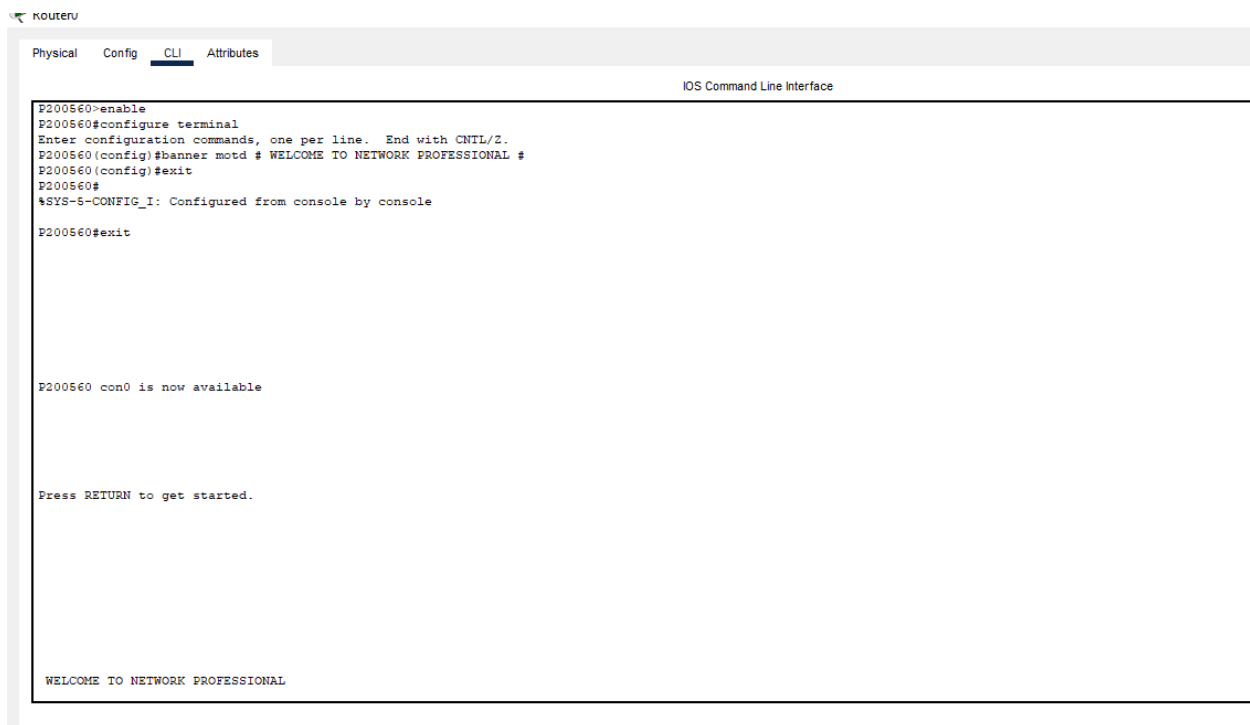 Router0
Physical Config CLI Attributes
IOS Command Line Interface
P200560>enable
P200560#configure terminal
Enter configuration commands, one per line. End with CNTL/Z.
P200560(config)#banner motd # WELCOME TO NETWORK PROFESSIONAL #
P200560(config)#exit
P200560#
%SYS-5-CONFIG_I: Configured from console by console
P200560#exit
P200560 con0 is now available
Press RETURN to get started.
WELCOME TO NETWORK PROFESSIONAL